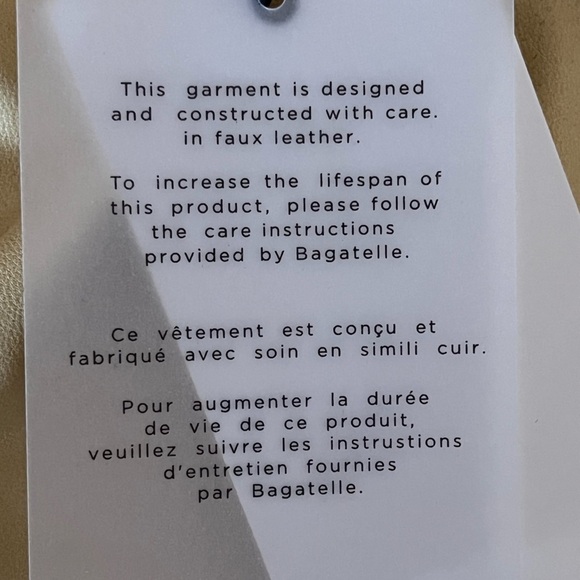 This garment is designed
and constructed with care.
in faux leather.
To increase the lifespan of
this product, please follow
the care instructions
provided by Bagatelle.
Ce vêtement est conçu et
fabriqué avec soin en simili cuir.
Pour augmenter la durée
de vie de ce produit,
veuillez suivre les instrustions
d'entretien fournies
par Bagatelle.